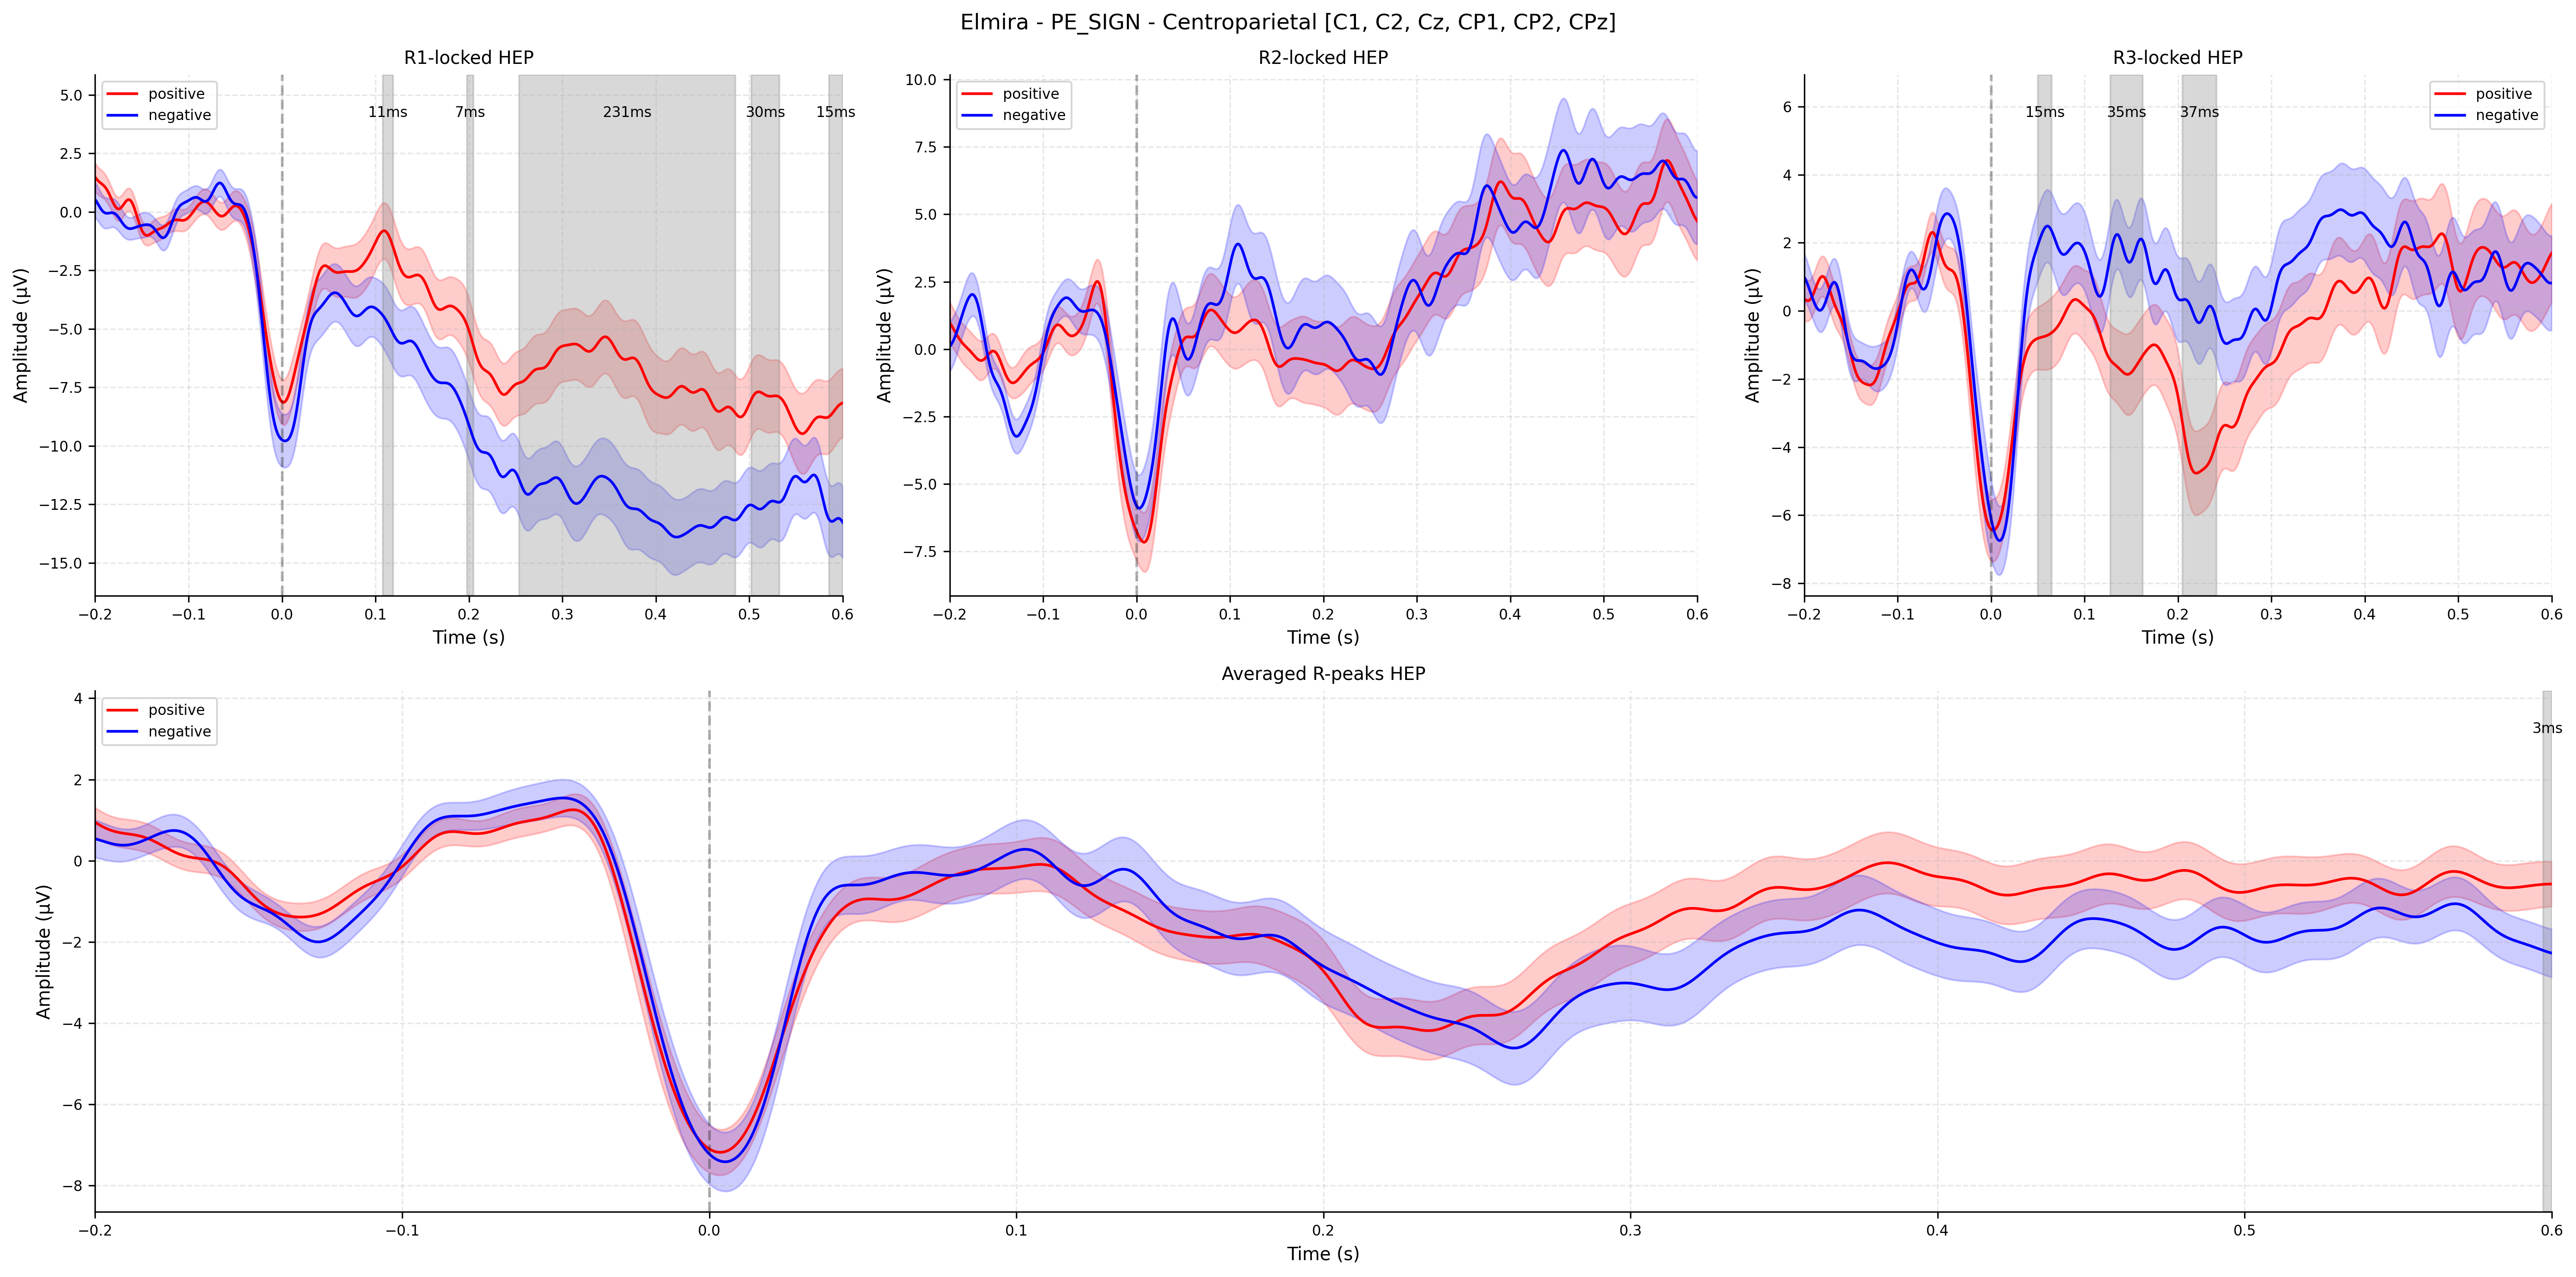 Elmira - PE_SIGN - Centroparietal [C1, C2, Cz, CP1, CP2, CPz]
R1-locked HEP
positive
negative
11ms
7ms
231ms
30ms
15ms
5.0
2.5
0.0
−2.5
−5.0
−7.5
−10.0
−12.5
−15.0
Amplitude (µV)
−0.2
−0.1
0.0
0.1
0.2
0.3
0.4
0.5
0.6
Time (s)
R2-locked HEP
positive
negative
10.0
7.5
5.0
2.5
0.0
−2.5
−5.0
−7.5
Amplitude (µV)
−0.2
−0.1
0.0
0.1
0.2
0.3
0.4
0.5
0.6
Time (s)
R3-locked HEP
15ms
35ms
37ms
positive
negative
6
4
2
0
−2
−4
−6
−8
Amplitude (µV)
−0.2
−0.1
0.0
0.1
0.2
0.3
0.4
0.5
0.6
Time (s)
Averaged R-peaks HEP
positive
negative
3ms
4
2
0
−2
−4
−6
−8
Amplitude (µV)
−0.2
−0.1
0.0
0.1
0.2
0.3
0.4
0.5
0.6
Time (s)